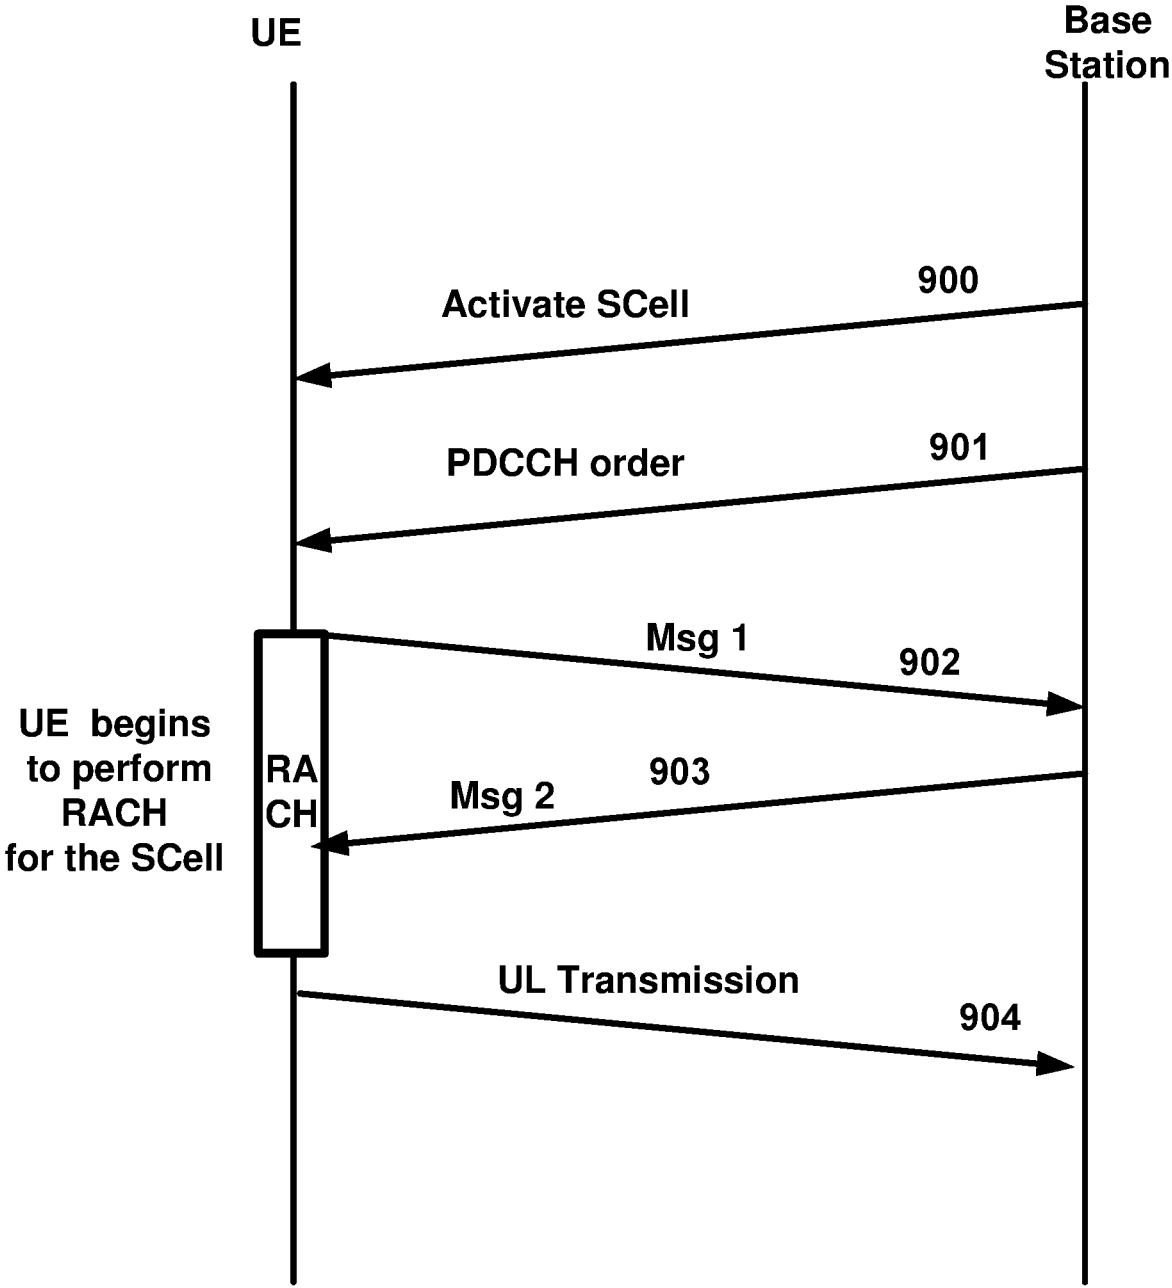 UE
Base
Station
900
Activate SCell
901
PDCCH order
Msg 1
902
UE begins
to perform
RACH
for the SCell
RA
CH
903
Msg 2
UL Transmission
904